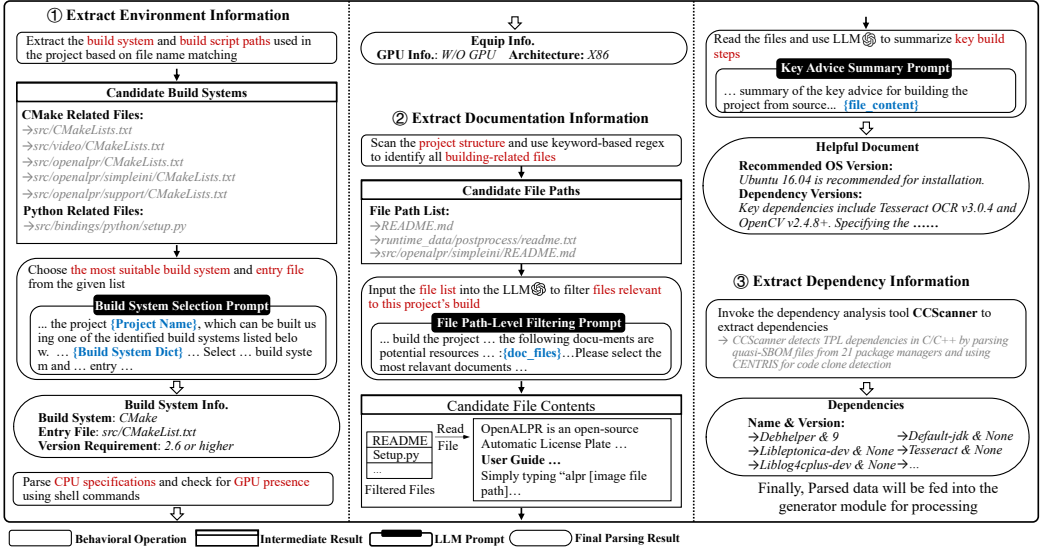 ① Extract Environment Information
Extract the build system and build script paths used in
the project based on file name matching
Candidate Build Systems
CMake Related Files:
→src/CMakeLists.txt
→src/video/CMakeLists.txt
→src/openalpr/CMakeLists.txt
→src/openalpr/simpleini/CMakeLists.txt
→src/openalpr/support/CMakeLists.txt
Python Related Files:
→src/bindings/python/setup.py
Choose the most suitable build system and entry file
from the given list
Build System Selection Prompt
... the project {Project Name}, which can be built us
ing one of the identified build systems listed belo
w. … {Build System Dict} … Select … build syste
m and … entry …
Build System Info.
Build System: CMake
Entry File: src/CMakeList.txt
Version Requirement: 2.6 or higher
Parse CPU specifications and check for GPU presence
using shell commands
Equip Info.
GPU Info.: W/O GPU Architecture: X86
② Extract Documentation Information
Scan the project structure and use keyword-based regex
to identify all building-related files
Candidate File Paths
File Path List:
→README.md
→runtime_data/postprocess/readme.txt
→src/openalpr/simpleini/README.md
Input the file list into the LLM to filter files relevant
to this project's build
File Path-Level Filtering Prompt
... build the project … the following docu-ments are
potential resources … :{doc_files}…Please select the
most relevant documents …
Candidate File Contents
README
Setup.py
...
Filtered Files
Read
File
OpenALPR is an open-source
Automatic License Plate …
User Guide …
Simply typing “alpr [image file
path]…
Read the files and use LLM to summarize key build
steps
Key Advice Summary Prompt
… summary of the key advice for building the
project from source... {file_content}
Helpful Document
Recommended OS Version:
Ubuntu 16.04 is recommended for installation.
Dependency Versions:
Key dependencies include Tesseract OCR v3.0.4 and
OpenCV v2.4.8+. Specifying the ……
③ Extract Dependency Information
Invoke the dependency analysis tool CCScanner to
extract dependencies
→ CCScanner detects TPL dependencies in C/C++ by parsing
quasi-SBOM files from 21 package managers and using
CENTRIS for code clone detection
Dependencies
Name & Version:
→Debhelper & 9 →Default-jdk & None
→Libleptonica-dev & None →Tesseract & None
→Liblog4cplus-dev & None →...
Finally, Parsed data will be fed into the
generator module for processing
Behavioral Operation Intermediate Result LLM Prompt Final Parsing Result